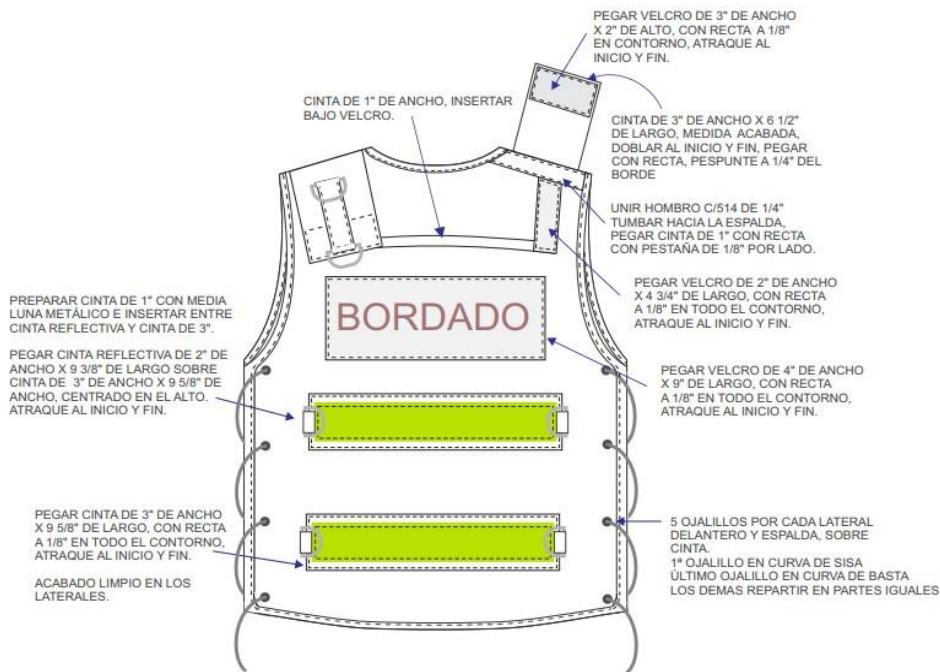 PEGAR VELCRO DE 3" DE ANCHO
X 2" DE ALTO, CON RECTA A 1/8"
EN CONTORNO, ATRAQUE AL
INICIO Y FIN.
CINTA DE 1" DE ANCHO, INSERTAR
BAJO VELCRO.
CINTA DE 3" DE ANCHO X 6 1/2"
DE LARGO, MEDIDA ACABADA,
DOBLAR AL INICIO Y FIN, PEGAR
CON RECTA, PESPUNTE A 1/4" DEL
BORDE
UNIR HOMBRO C/514 DE 1/4"
TUMBAR HACIA LA ESPALDA,
PEGAR CINTA DE 1" CON RECTA
CON PESTAÑA DE 1/8" POR LADO.
PEGAR VELCRO DE 2" DE ANCHO
X 4 3/4" DE LARGO, CON RECTA
A 1/8" EN TODO EL CONTORNO,
ATRAQUE AL INICIO Y FIN.
PREPARAR CINTA DE 1" CON MEDIA
LUNA METÁLICO E INSERTAR ENTRE
CINTA REFLECTIVA Y CINTA DE 3".
BORDADO
PEGAR CINTA REFLECTIVA DE 2" DE
ANCHO X 9 3/8" DE LARGO SOBRE
CINTA DE 3" DE ANCHO X 9 5/8" DE
ANCHO, CENTRADO EN EL ALTO.
ATRAQUE AL INICIO Y FIN.
PEGAR VELCRO DE 4" DE ANCHO
X 9" DE LARGO, CON RECTA
A 1/8" EN TODO EL CONTORNO,
ATRAQUE AL INICIO Y FIN.
PEGAR CINTA DE 3" DE ANCHO
X 9 5/8" DE LARGO, CON RECTA
A 1/8" EN TODO EL CONTORNO,
ATRAQUE AL INICIO Y FIN.
ACABADO LIMPIO EN LOS
LATERALES.
5 OJALILLOS POR CADA LATERAL
DELANTERO Y ESPALDA, SOBRE
CINTA.
1ª OJALILLO EN CURVA DE SISA
ÚLTIMO OJALILLO EN CURVA DE BASTA
LOS DEMAS REPARTIR EN PARTES IGUALES